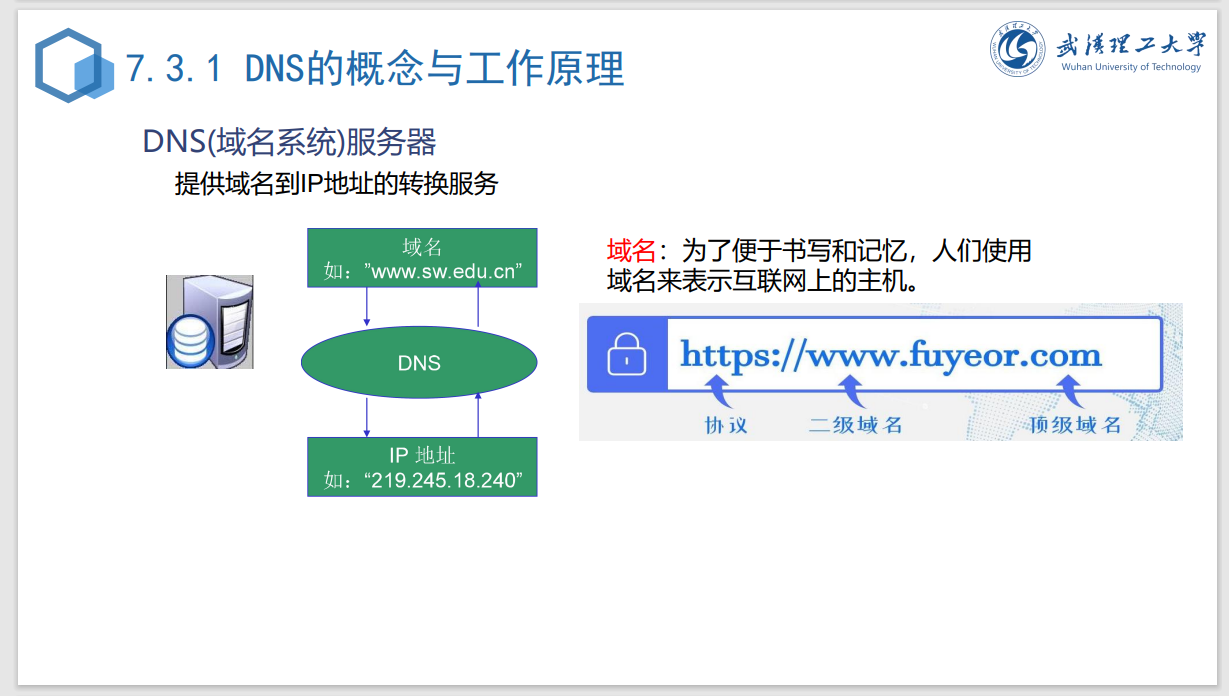 7.3.1 DNS的概念与工作原理
武汉理工大学
Wuhan University of Technology
DNS(域名系统)服务器
提供域名到IP地址的转换服务
域名
如：”www.sw.edu.cn”
DNS
IP 地址
如：“219.245.18.240”
域名：为了便于书写和记忆，人们使用
域名来表示互联网上的主机。
https://www.fuyeor.com
协议 二级域名 顶级域名